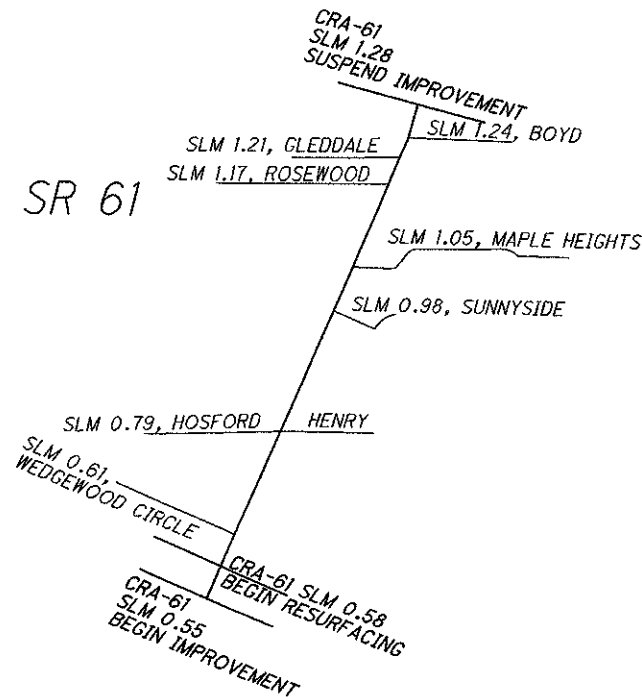 CRA-61
SLM 1.28
SUSPEND IMPROVEMENT
SLM 1.24, BOYD
SLM 1.21, GLEDDALE
SLM 1.17, ROSEWOOD
SR 61
SLM 1.05, MAPLE HEIGHTS
SLM 0.98, SUNNYSIDE
SLM 0.79, HOSFORD
HENRY
SLM 0.61,
WEDGEWOOD CIRCLE
CRA-61 SLM 0.58
BEGIN RESURFACING
CRA-61
SLM 0.55
BEGIN IMPROVEMENT